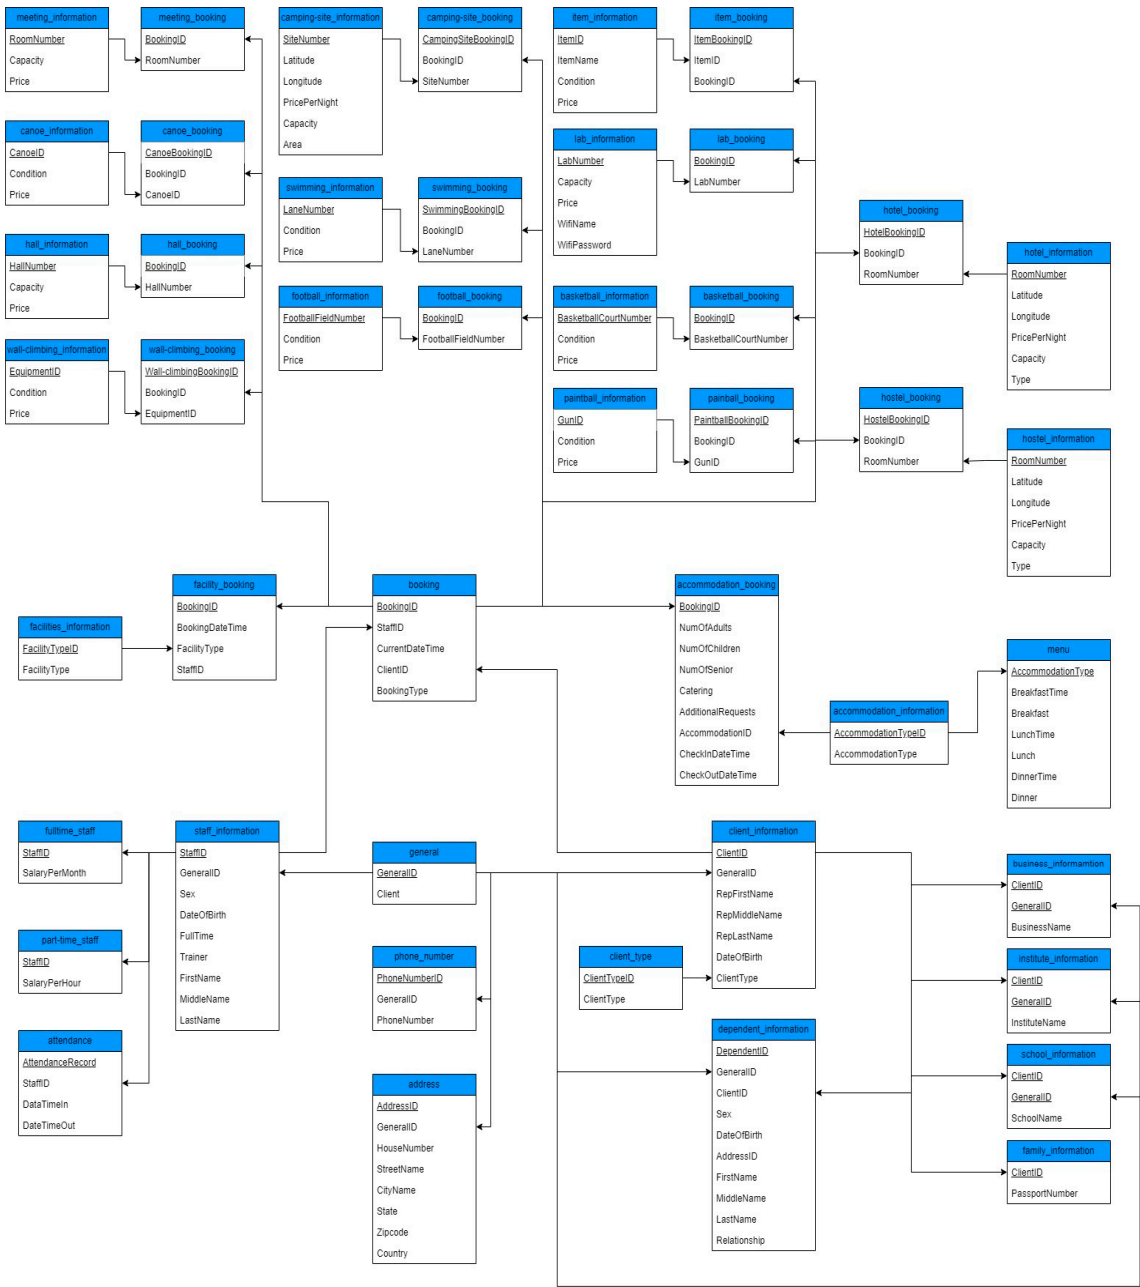 meeting_information
RoomNumber
Capacity
Price
meeting_booking
BookingID
RoomNumber
camping-site_information
SiteNumber
Latitude
Longitude
PricePerNight
Capacity
Area
camping-site_booking
CampingSiteBookingID
BookingID
SiteNumber
item_information
ItemID
ItemName
Condition
Price
item_booking
ItemBookingID
ItemID
BookingID
canoe_information
CanoeID
Condition
Price
canoe_booking
CanoeBookingID
BookingID
CanoeID
lab_information
LabNumber
Capacity
Price
WifiName
WifiPassword
lab_booking
BookingID
LabNumber
swimming_information
LaneNumber
Condition
Price
swimming_booking
SwimmingBookingID
BookingID
LaneNumber
hotel_booking
HotelBookingID
BookingID
RoomNumber
hotel_information
RoomNumber
Latitude
Longitude
PricePerNight
Capacity
Type
hall_information
HallNumber
Capacity
Price
hall_booking
BookingID
HallNumber
football_information
FootballFieldNumber
Condition
Price
football_booking
BookingID
FootballFieldNumber
basketball_information
BasketballCourtNumber
Condition
Price
basketball_booking
BookingID
BasketballCourtNumber
wall-climbing_information
EquipmentID
Condition
Price
wall-climbing_booking
Wall-climbingBookingID
BookingID
EquipmentID
paintball_information
GunID
Condition
Price
painball_booking
PaintballBookingID
BookingID
GunID
hostel_booking
HostelBookingID
BookingID
RoomNumber
hostel_information
RoomNumber
Latitude
Longitude
PricePerNight
Capacity
Type
facilities_information
FacilityTypeID
FacilityType
facility_booking
BookingID
BookingDateTime
FacilityType
StaffID
booking
BookingID
StaffID
CurrentDateTime
ClientID
BookingType
accommodation_booking
BookingID
NumOfAdults
NumOfChildren
NumOfSenior
Catering
AdditionalRequests
AccommodationID
CheckInDateTime
CheckOutDateTime
accommodation_information
AccommodationTypeID
AccommodationType
menu
AccommodationType
BreakfastTime
Breakfast
LunchTime
Lunch
DinnerTime
Dinner
fulltime_staff
StaffID
SalaryPerMonth
staff_information
StaffID
GeneralID
Sex
DateOfBirth
FullTime
Trainer
FirstName
MiddleName
LastName
general
GeneralID
Client
client_information
ClientID
GeneralID
RepFirstName
RepMiddleName
RepLastName
DateOfBirth
ClientType
business_informamtion
ClientID
GeneralID
BusinessName
part-time_staff
StaffID
SalaryPerHour
phone_number
PhoneNumberID
GeneralID
PhoneNumber
client_type
ClientTypeID
ClientType
institute_information
ClientID
GeneralID
InstituteName
attendance
AttendanceRecord
StaffID
DataTimeIn
DateTimeOut
address
AddressID
GeneralID
HouseNumber
StreetName
CityName
State
Zipcode
Country
dependent_information
DependentID
GeneralID
ClientID
Sex
DateOfBirth
AddressID
FirstName
MiddleName
LastName
Relationship
school_information
ClientID
GeneralID
SchoolName
family_information
ClientID
PassportNumber